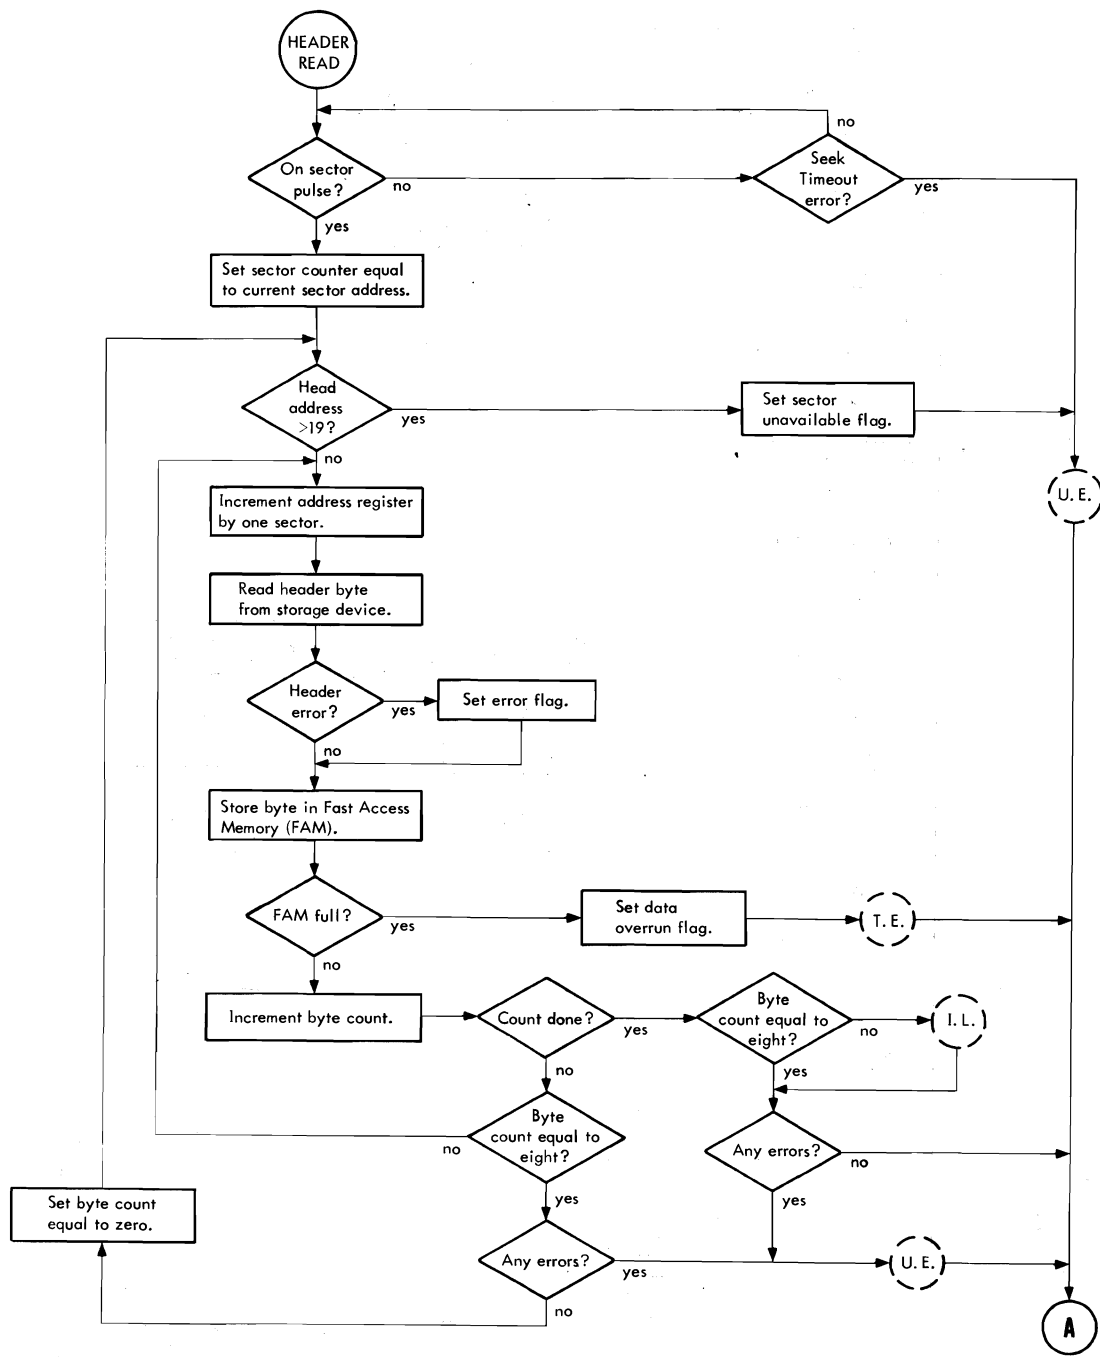 HEADER
READ
no
On sector
pulse?
no
Seek
Timeout
error?
yes
yes
Set sector counter equal
to current sector address.
Head
address
>19?
yes
Set sector
unavailable flag.
no
U.E.
Increment address register
by one sector.
Read header byte
from storage device.
Header
error?
yes
Set error flag.
no
Store byte in Fast Access
Memory (FAM).
FAM full?
yes
Set data
overrun flag.
T.E.
no
Increment byte count.
Count done?
yes
Byte
count equal to
eight?
no
I.L.
no
yes
Byte
count equal to
eight?
no
Any errors?
no
yes
yes
Set byte count
equal to zero.
Any errors?
yes
U.E.
no
A